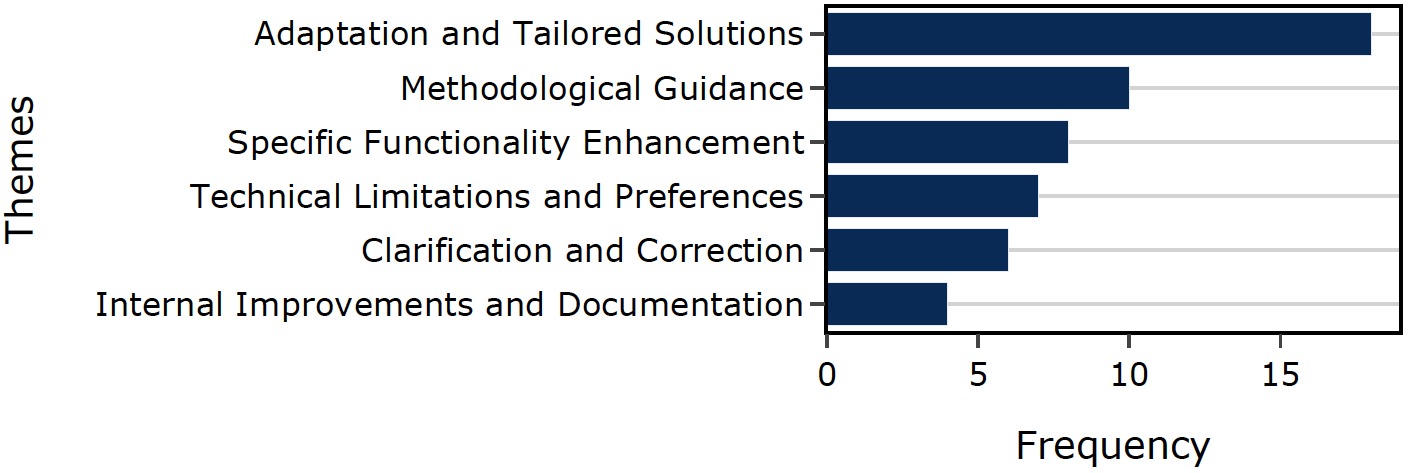 Themes
Adaptation and Tailored Solutions
Methodological Guidance
Specific Functionality Enhancement
Technical Limitations and Preferences
Clarification and Correction
Internal Improvements and Documentation
0 5 10 15
Frequency